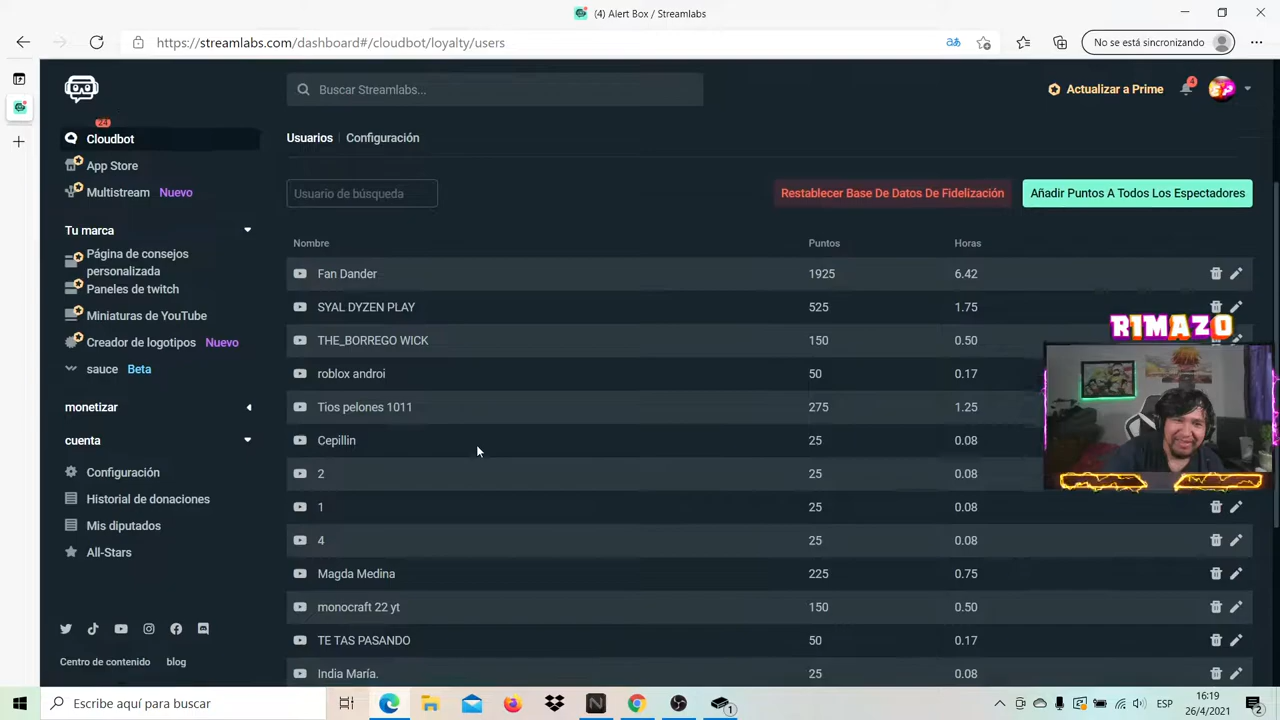 (4) Alert Box / Streamlabs
https://streamlabs.com/dashboard#/cloudbot/loyalty/users
No se está sincronizando
Buscar Streamlabs...
Actualizar a Prime
4
24
Cloudbot
App Store
Multistream Nuevo
Tu marca
Página de consejos
personalizada
Paneles de twitch
Miniaturas de YouTube
Creador de logotipos Nuevo
sauce Beta
monetizar
cuenta
Configuración
Historial de donaciones
Mis diputados
All-Stars
Centro de contenido blog
Usuarios Configuración
Usuario de búsqueda
Restablecer Base De Datos De Fidelización
Añadir Puntos A Todos Los Espectadores
Nombre Puntos Horas
Fan Dander 1925 6.42
SYAL DYZEN PLAY 525 1.75
THE_BORREGO WICK 150 0.50
roblox androi 50 0.17
Tios pelones 1011 275 1.25
Cepillin 25 0.08
2 25 0.08
1 25 0.08
4 25 0.08
Magda Medina 225 0.75
monocraft 22 yt 150 0.50
TE TAS PASANDO 50 0.17
India María. 25 0.08
R1MAZO
Escribe aquí para buscar
1
ESP
16:19
26/4/2021
2